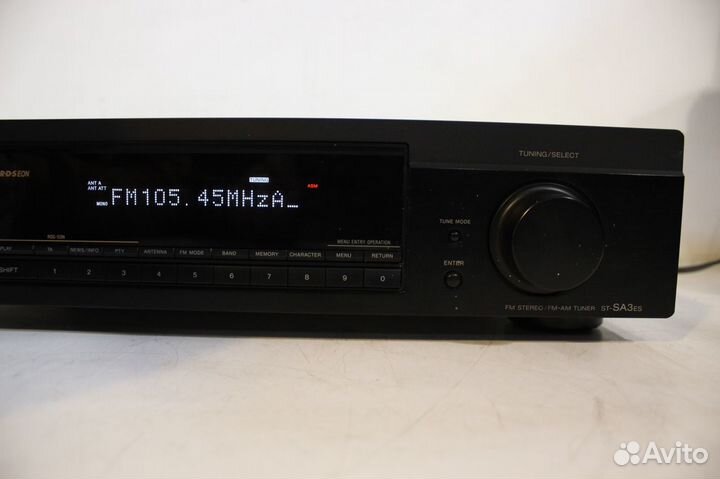 R·D·S EON
TUNING/SELECT
TUNING
ANT A
ANT ATT
ASM
MONO
FM105.45MHzA_
TUNE MODE
RDS·EON
MENU ENTRY OPERATION
TA NEWS/INFO PTY ANTENNA FM MODE BAND MEMORY CHARACTER MENU RETURN
SHIFT 1 2 3 4 5 6 7 8 9 0
ENTER
FM STEREO/FM-AM TUNER ST-SA3ES
Avito